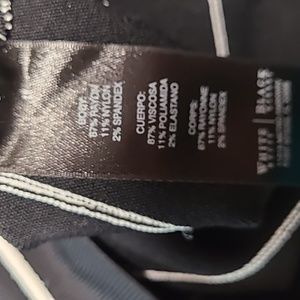 BODY:
87% RAYON
11% NYLON
2% SPANDEX
CUERPO:
87% VISCOSA
11% POLIAMIDA
2% ELASTANO
CORPS:
87% RAYONNE
11% NYLON
2% SPANDEX
WHITE | BLACK